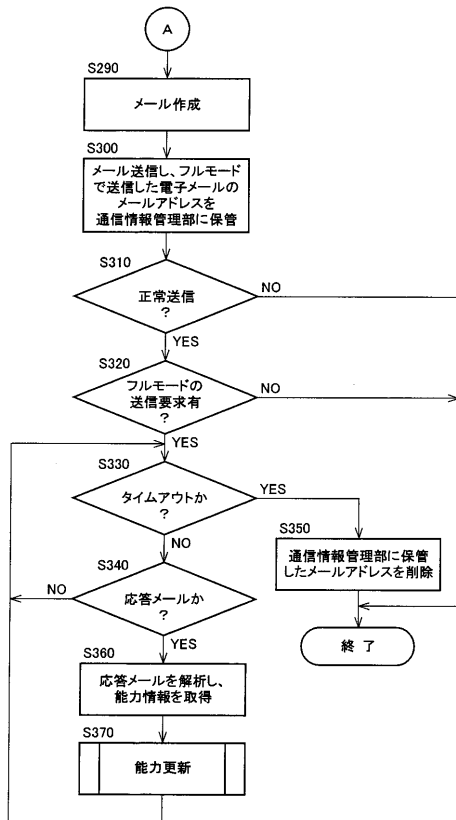 A
S290
メール作成
S300
メール送信し、フルモード
で送信した電子メールの
メールアドレスを
通信情報管理部に保管
S310
正常送信
?
NO
YES
S320
フルモードの
送信要求有
?
NO
YES
S330
タイムアウトか
?
YES
NO
S350
通信情報管理部に保管
したメールアドレスを削除
S340
応答メールか
?
NO
YES
終了
S360
応答メールを解析し、
能力情報を取得
S370
能力更新